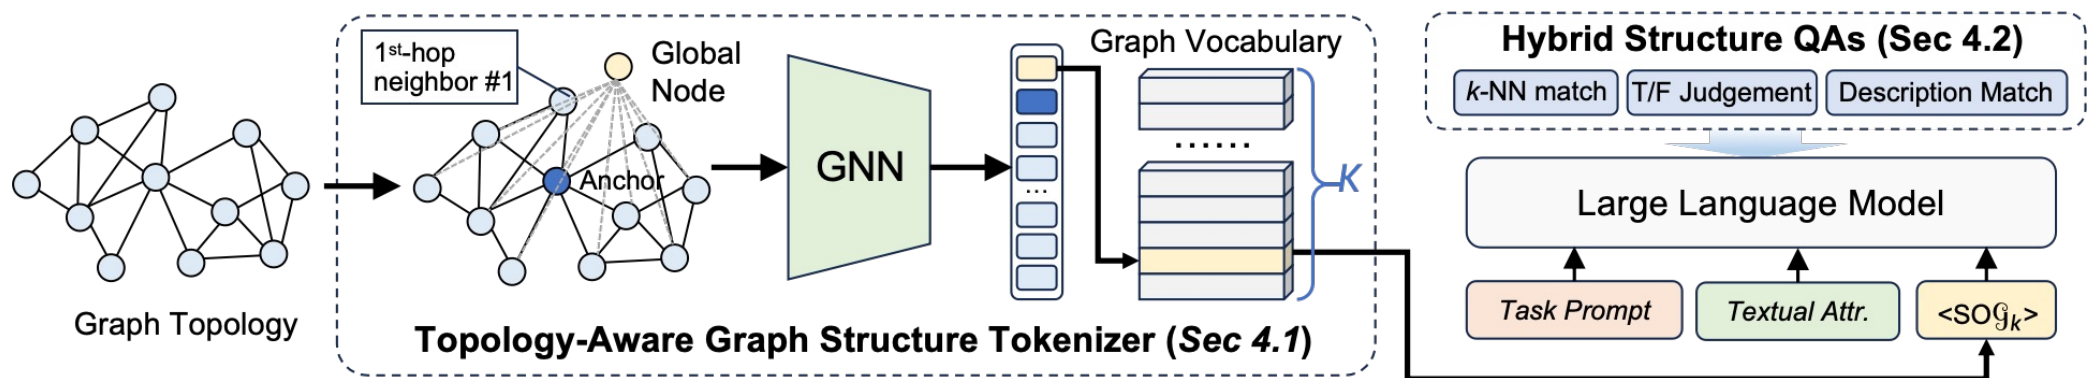 Graph Topology
1st-hop
neighbor #1
Global
Node
Anchor
GNN
...
Graph Vocabulary
......
K
Topology-Aware Graph Structure Tokenizer (Sec 4.1)
Hybrid Structure QAs (Sec 4.2)
k-NN match
T/F Judgement
Description Match
Large Language Model
Task Prompt
Textual Attr.
<SO𝒢k>